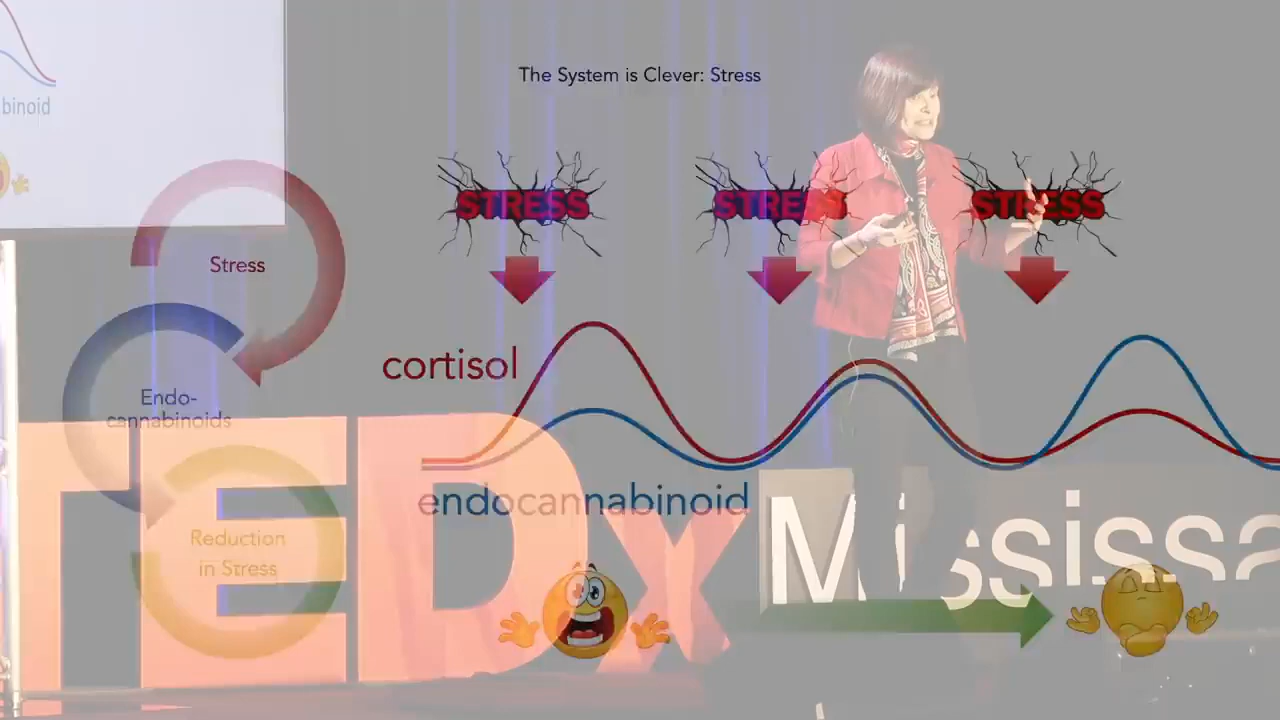 binoid
The System is Clever: Stress
STRESS
STRESS
STRESS
Stress
cortisol
Endo-
cannabinoids
endocannabinoid
Reduction
in Stress
TEDx
Mississa